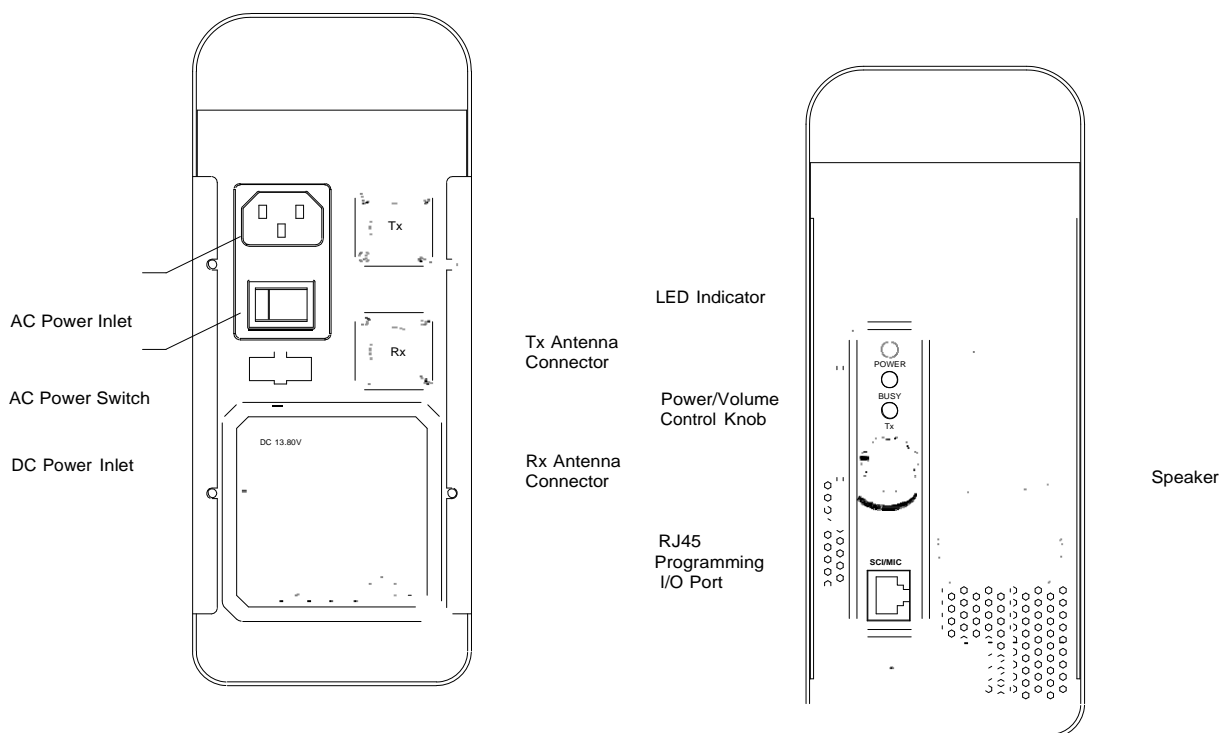 Tx
AC Power Inlet
Rx
Tx Antenna
Connector
AC Power Switch
DC 13.80V
DC Power Inlet
Rx Antenna
Connector
LED Indicator
POWER
BUSY
Tx
Power/Volume
Control Knob
Speaker
RJ45
Programming
I/O Port
SCI/MIC